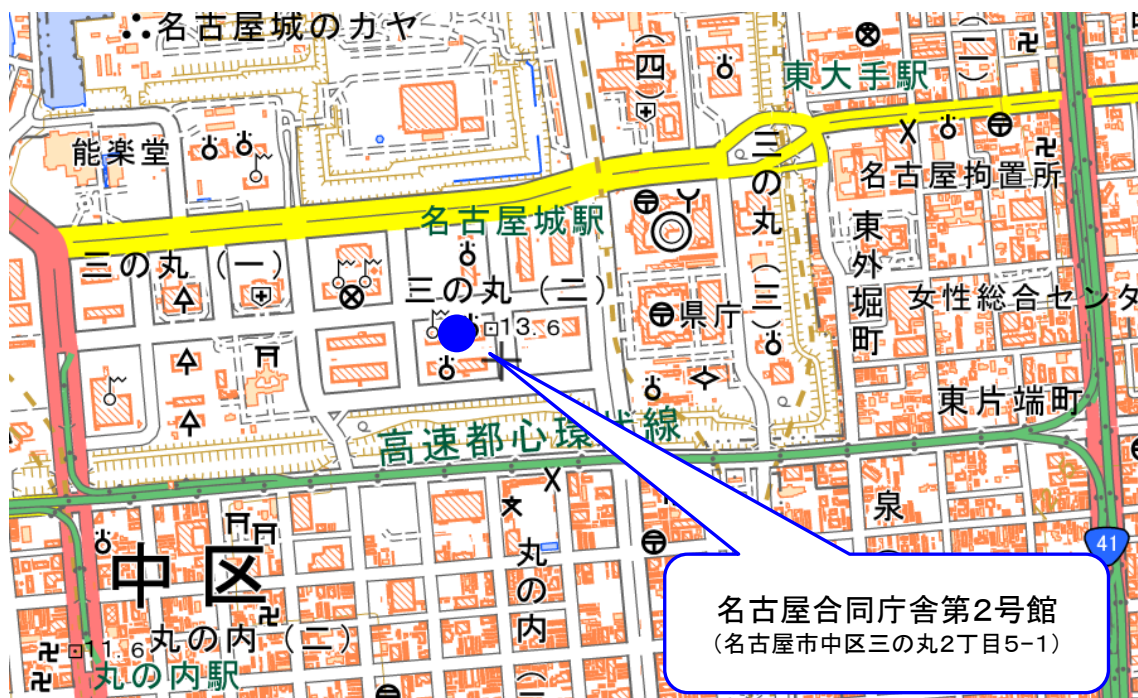 名古屋城のカヤ
(四)
東大手駅
(二)
能楽堂
三の丸(三)
名古屋拘置所
名古屋城駅
東外堀町
三の丸(一)
三の丸(二)
女性総合センタ
13.6
県庁
東片端町
高速都心環状線
泉
41
中区
丸の内
名古屋合同庁舎第2号館
(名古屋市中区三の丸2丁目5-1)
丸の内(二)
11.6
丸の内駅